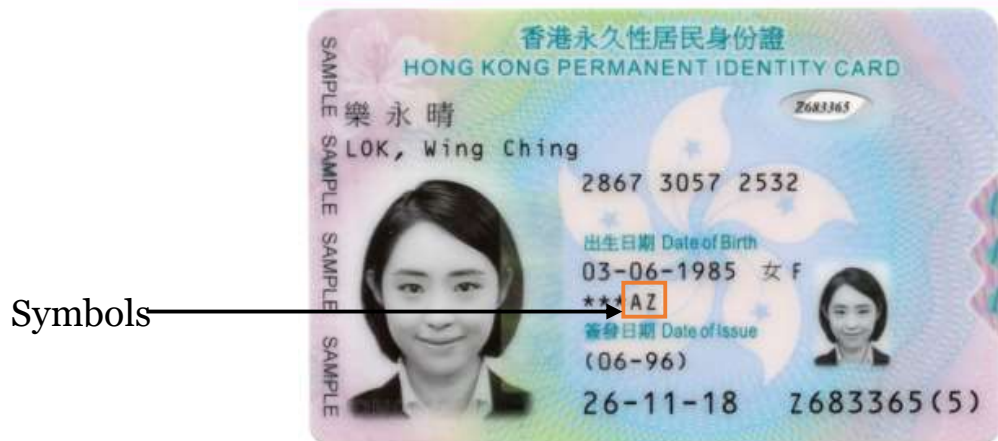 香港永久性居民身份證
HONG KONG PERMANENT IDENTITY CARD
Z683365
樂永晴
LOK, Wing Ching
2867 3057 2532
出生日期 Date of Birth
03-06-1985 女 F
***AZ
簽發日期 Date of Issue
(06-96)
26-11-18 Z683365(5)
SAMPLE SAMPLE SAMPLE SAMPLE
Symbols